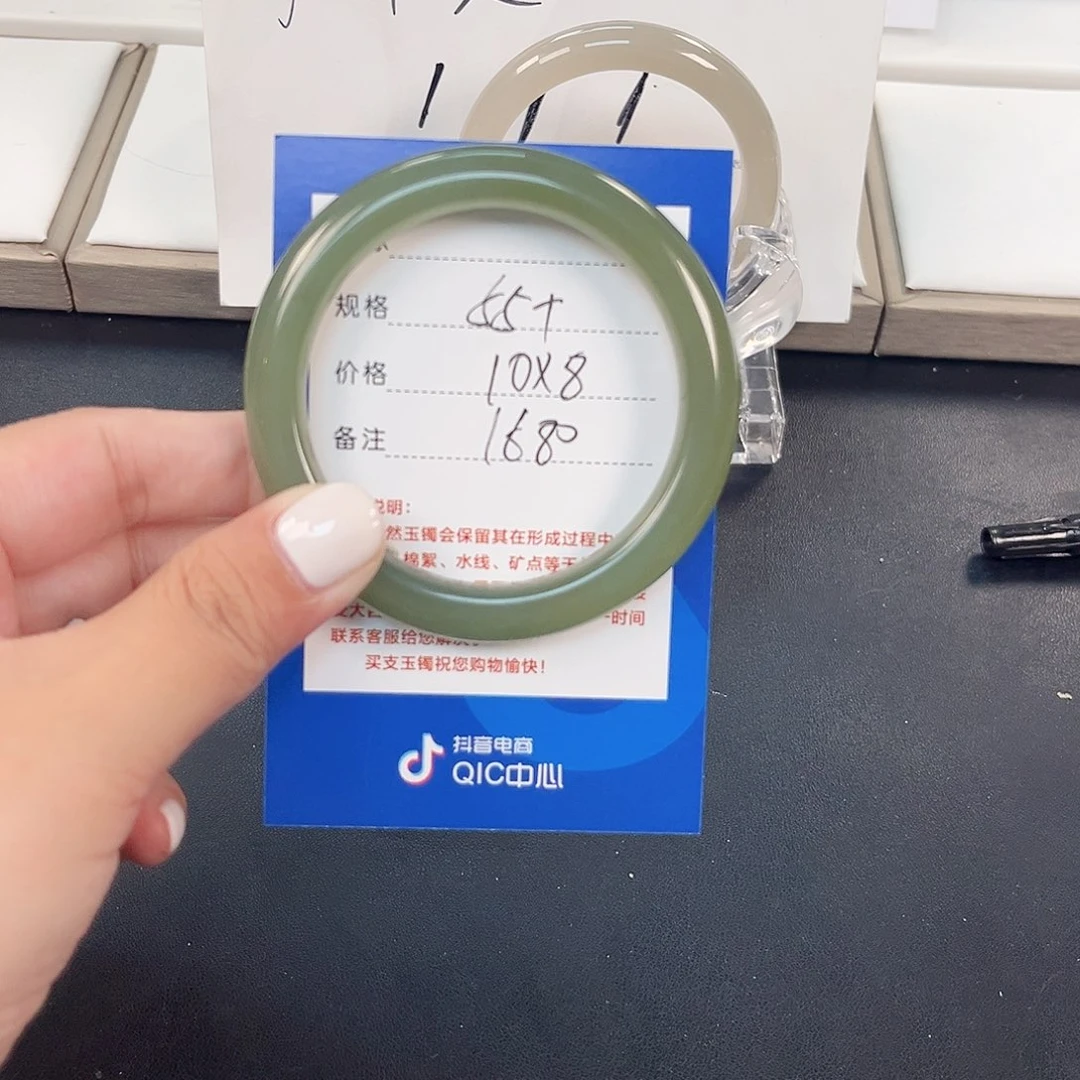 规格 55+
价格 10X8
备注 1680
说明:
然玉镯会保留其在形成过程中
棉絮、水线、矿点等天
一时间
联系客服给您解决
买支玉镯祝您购物愉快!
抖音电商
QIC中心